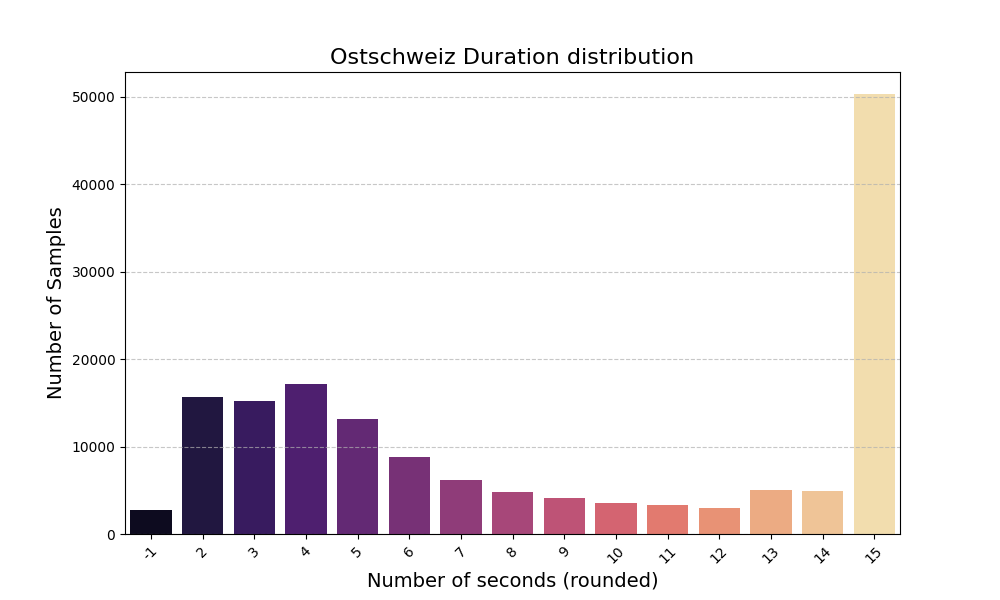 Ostschweiz Duration distribution
Number of Samples
50000
40000
30000
20000
10000
0
-1 2 3 4 5 6 7 8 9 10 11 12 13 14 15
Number of seconds (rounded)